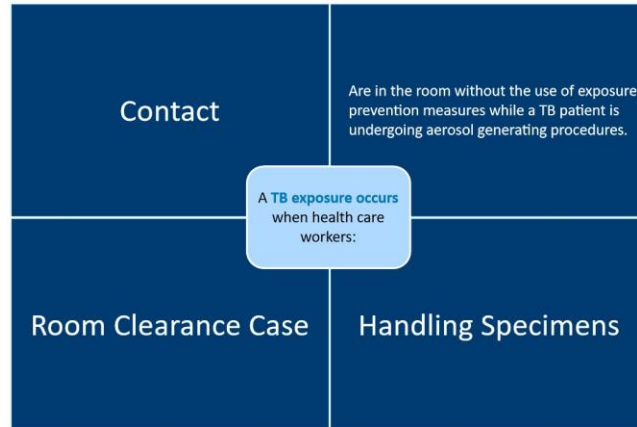 Contact
Are in the room without the use of exposure
prevention measures while a TB patient is
undergoing aerosol generating procedures.
A TB exposure occurs
when health care
workers:
Room Clearance Case
Handling Specimens